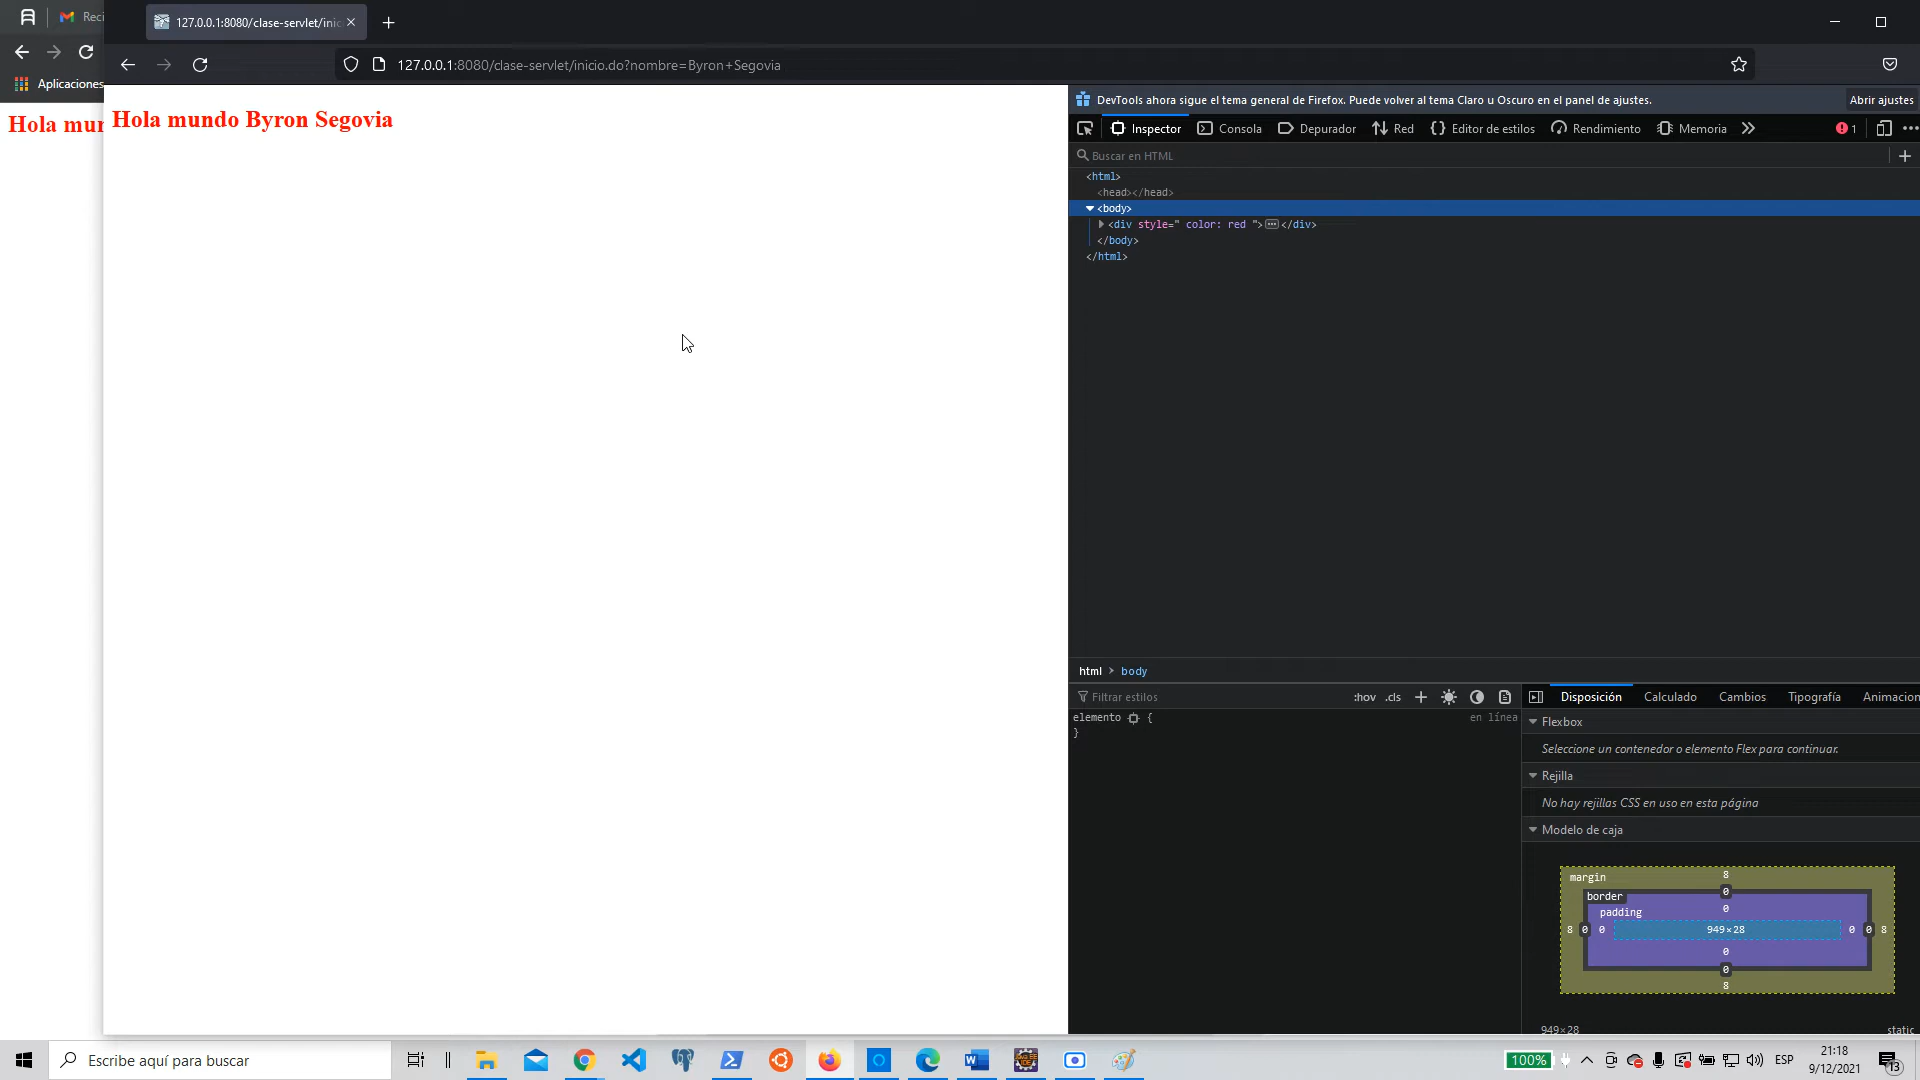 Reci
127.0.0.1:8080/clase-servlet/inic
127.0.0.1:8080/clase-servlet/inicio.do?nombre=Byron+Segovia
Aplicaciones
Hola mun
Hola mundo Byron Segovia
DevTools ahora sigue el tema general de Firefox. Puede volver al tema Claro u Oscuro en el panel de ajustes.
Abrir ajustes
Inspector
Consola
Depurador
Red
Editor de estilos
Rendimiento
Memoria
1
Buscar en HTML
<html>
<head></head>
<body>
<div style=" color: red "></div>
</body>
</html>
html > body
Filtrar estilos
:hov .cls
elemento {
en línea
}
Disposición
Calculado
Cambios
Tipografía
Animacion
Flexbox
Seleccione un contenedor o elemento Flex para continuar.
Rejilla
No hay rejillas CSS en uso en esta página
Modelo de caja
margin
8
border
0
padding
0
8 0 0 949×28 0 0 8
0
0
8
949×28
static
Escribe aquí para buscar
100%
ESP
21:18
9/12/2021
13